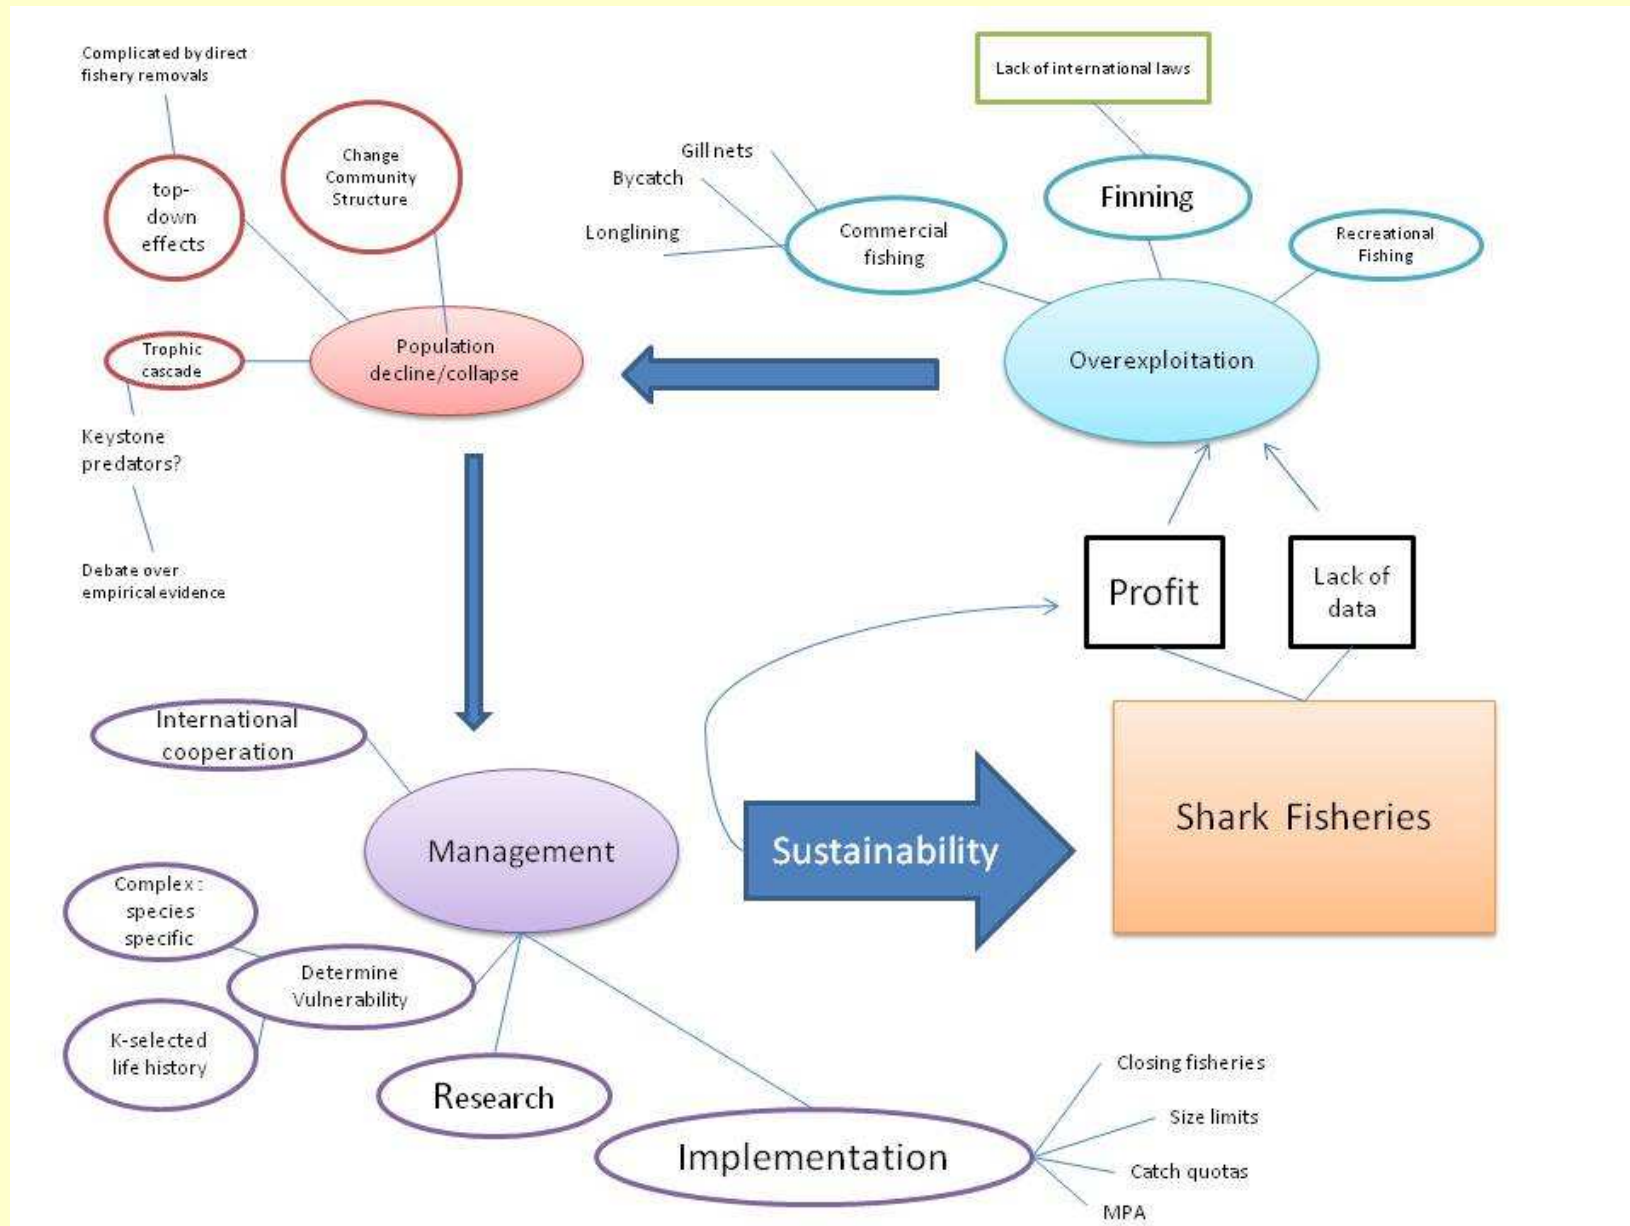 Complicated by direct
fishery removals
top-
down
effects
Change
Community
Structure
Trophic
cascade
Population
decline/collapse
Keystone
predators?
Debate over
empirical evidence
Lack of international laws
Gill nets
Bycatch
Longlining
Commercial
fishing
Finning
Recreational
Fishing
Overexploitation
Profit
Lack of
data
Shark Fisheries
Sustainability
International
cooperation
Management
Complex :
species
specific
Determine
Vulnerability
K-selected
life history
Research
Implementation
Closing fisheries
Size limits
Catch quotas
MPA